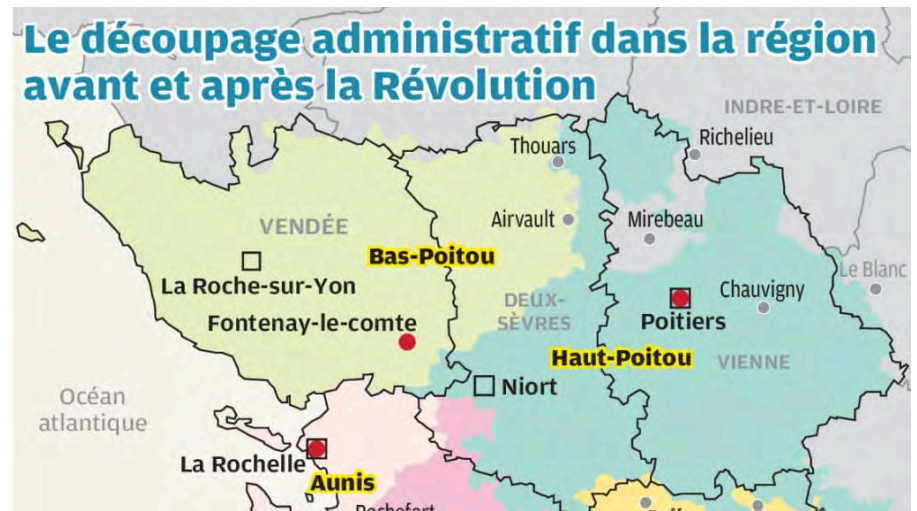 Le découpage administratif dans la région
avant et après la Révolution
INDRE-ET-LOIRE
Thouars
Richelieu
VENDÉE
Airvault
Mirebeau
Bas-Poitou
Le Blanc
La Roche-sur-Yon
DEUX-
SÈVRES
Chauvigny
Fontenay-le-comte
Poitiers
Haut-Poitou
VIENNE
Océan
atlantique
Niort
La Rochelle
Aunis
Rochefort